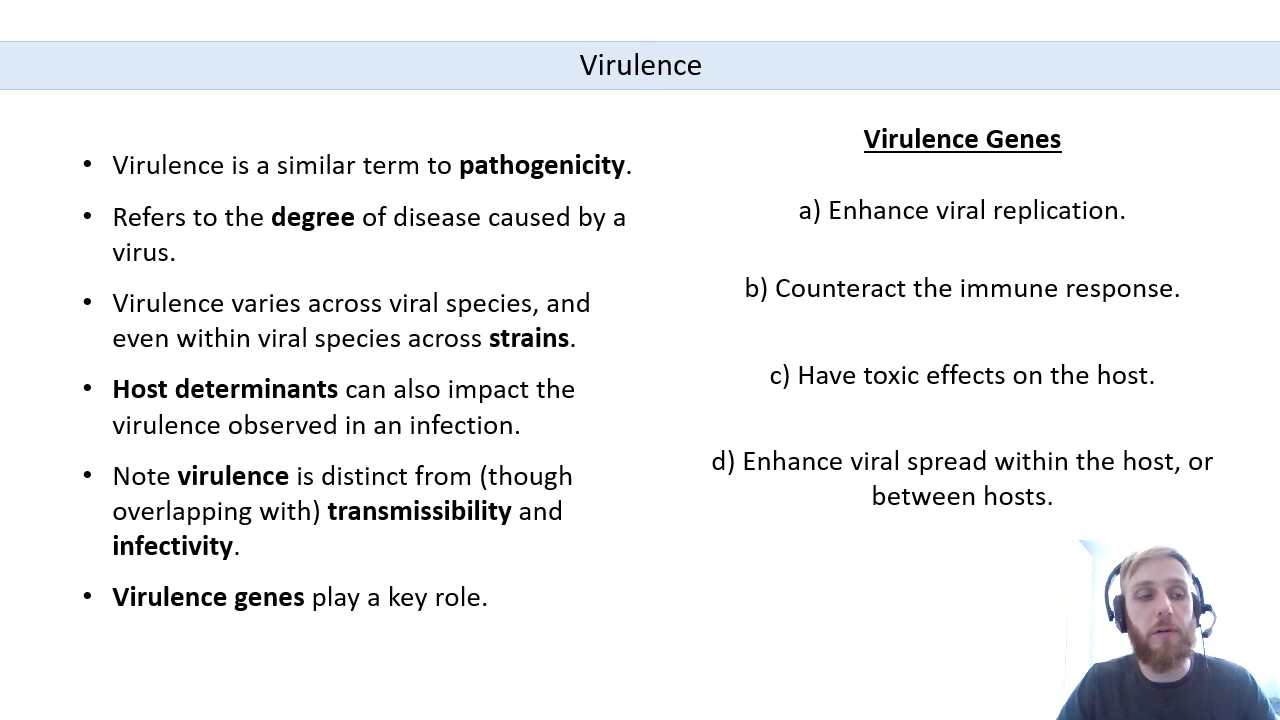 Virulence
• Virulence is a similar term to pathogenicity.
• Refers to the degree of disease caused by a
virus.
• Virulence varies across viral species, and
even within viral species across strains.
• Host determinants can also impact the
virulence observed in an infection.
• Note virulence is distinct from (though
overlapping with) transmissibility and
infectivity.
• Virulence genes play a key role.
Virulence Genes
a) Enhance viral replication.
b) Counteract the immune response.
c) Have toxic effects on the host.
d) Enhance viral spread within the host, or
between hosts.